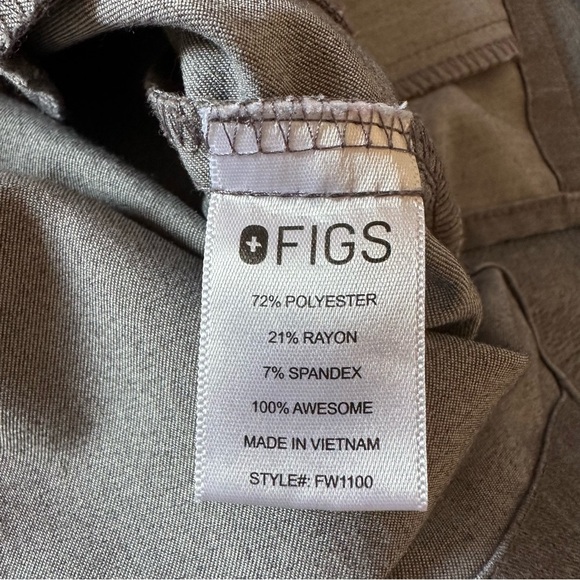 FIGS
72% POLYESTER
21% RAYON
7% SPANDEX
100% AWESOME
MADE IN VIETNAM
STYLE#: FW1100